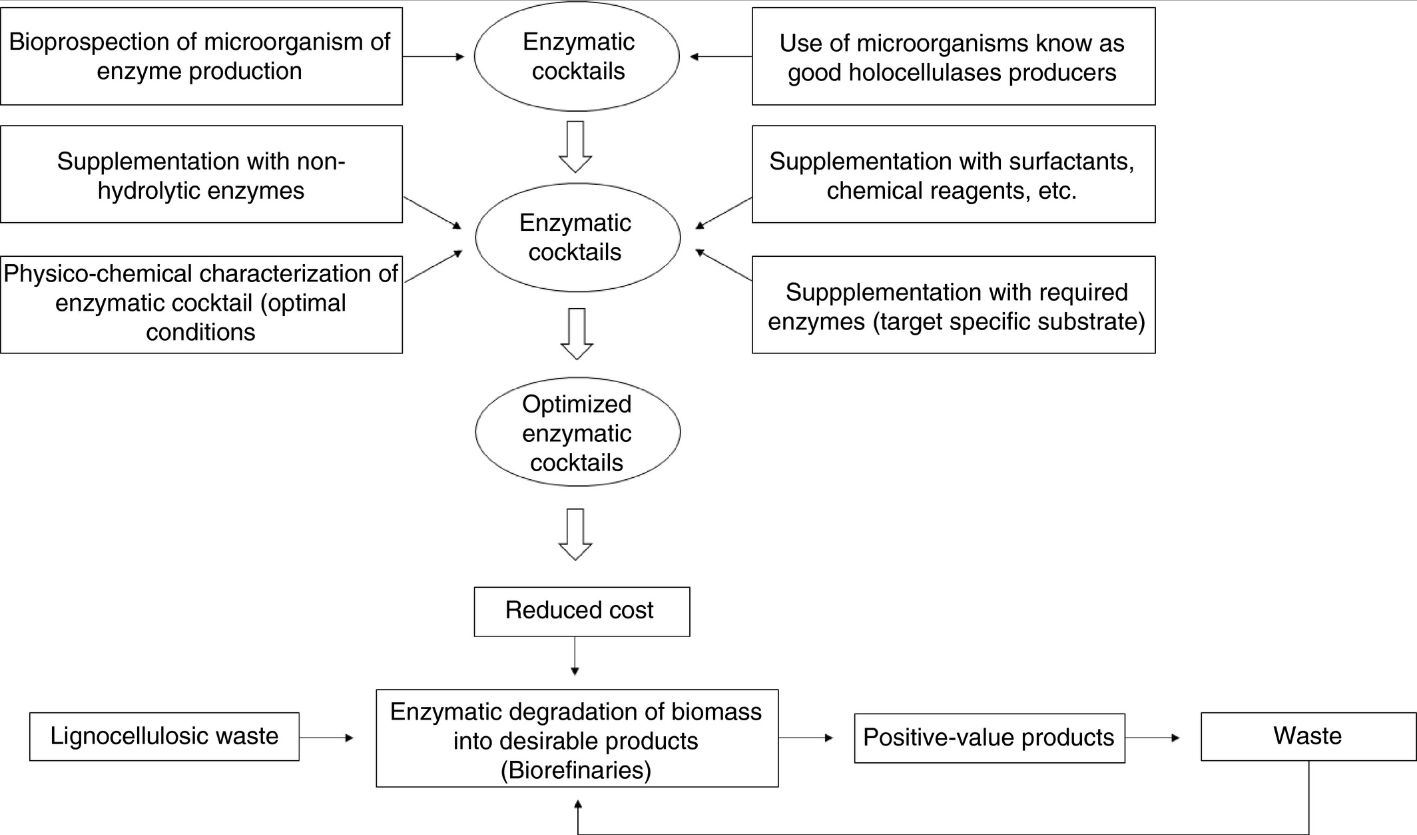 Bioprospection of microorganism of
enzyme production
Enzymatic
cocktails
Use of microorganisms know as
good holocellulases producers
Supplementation with non-
hydrolytic enzymes
Supplementation with surfactants,
chemical reagents, etc.
Enzymatic
cocktails
Physico-chemical characterization of
enzymatic cocktail (optimal
conditions
Suppplementation with required
enzymes (target specific substrate)
Optimized
enzymatic
cocktails
Reduced cost
Lignocellulosic waste
Enzymatic degradation of biomass
into desirable products
(Biorefinaries)
Positive-value products
Waste